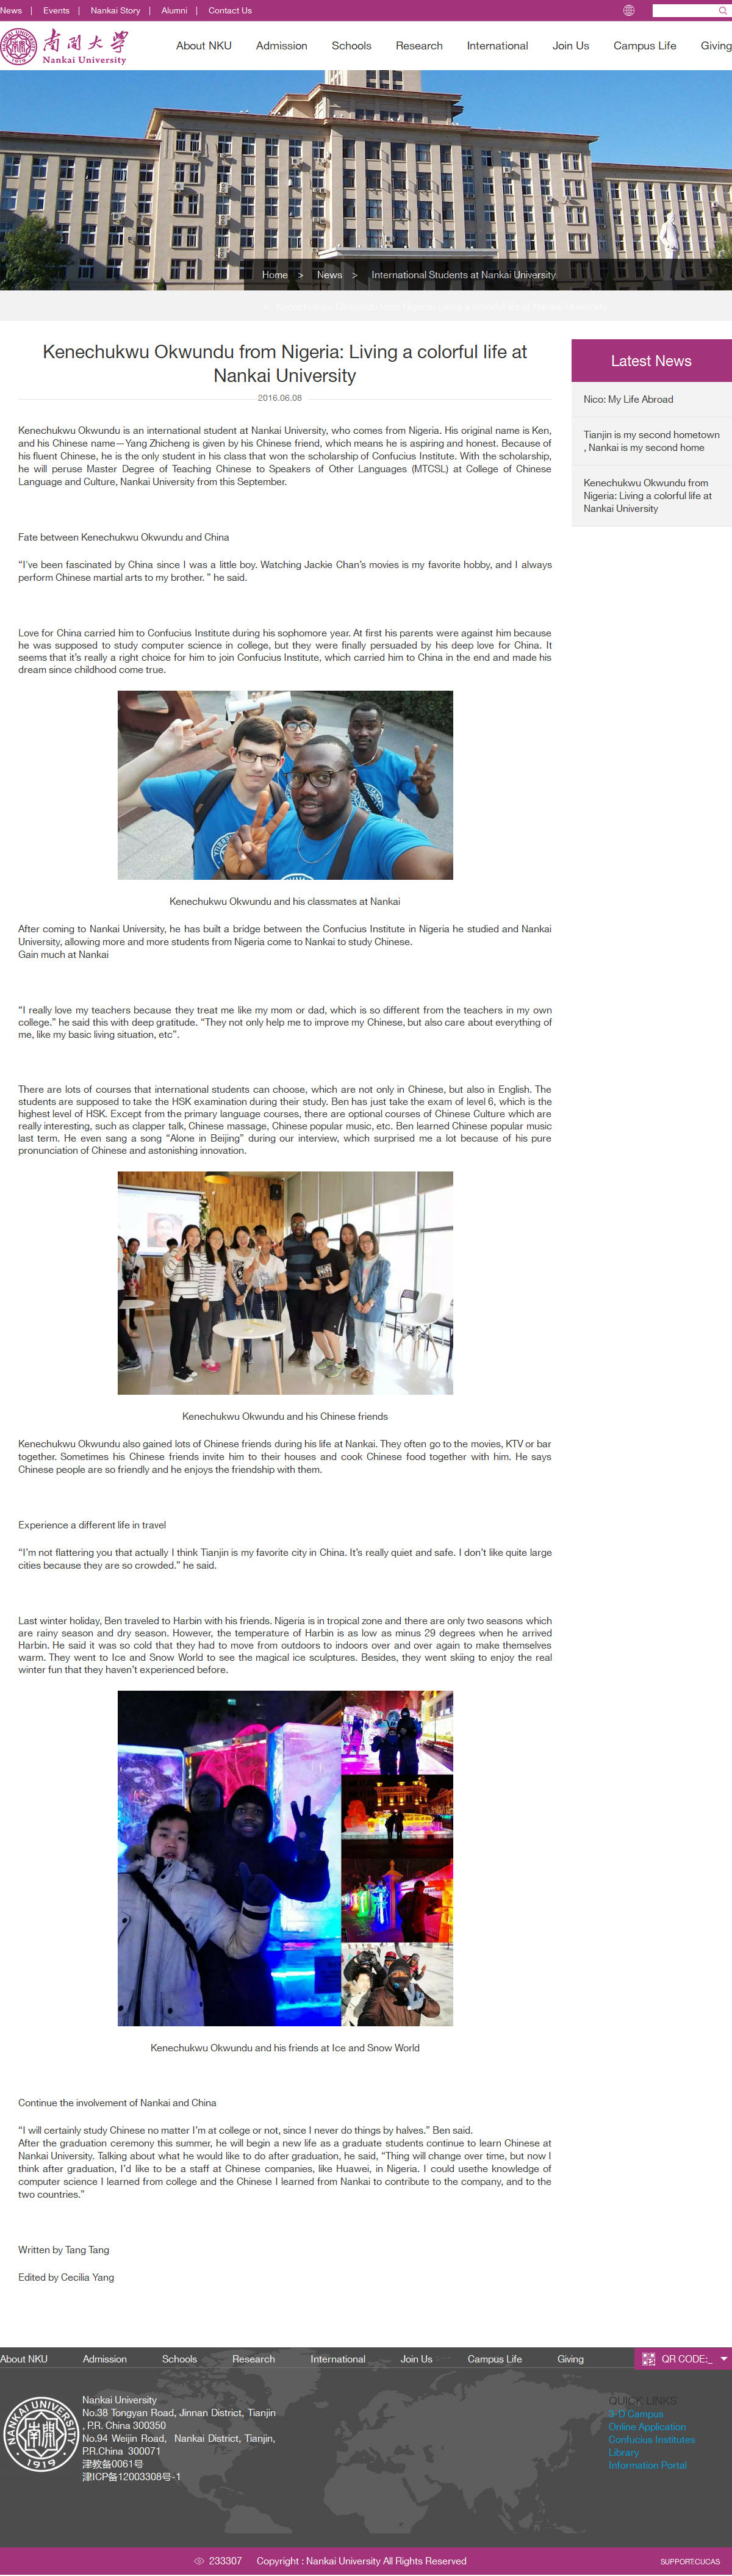 News | Events | Nankai Story | Alumni | Contact Us
南開大學
Nankai University
About NKU Admission Schools Research International Join Us Campus Life Giving
Home > News > International Students at Nankai University
> Kenechukwu Okwundu from Nigeria: Living a colorful life at Nankai University
Kenechukwu Okwundu from Nigeria: Living a colorful life at
Nankai University
2016.06.08
Latest News
Nico: My Life Abroad
Tianjin is my second hometown
, Nankai is my second home
Kenechukwu Okwundu from
Nigeria: Living a colorful life at
Nankai University
Kenechukwu Okwundu is an international student at Nankai University, who comes from Nigeria. His original name is Ken,
and his Chinese name—Yang Zhicheng is given by his Chinese friend, which means he is aspiring and honest. Because of
his fluent Chinese, he is the only student in his class that won the scholarship of Confucius Institute. With the scholarship,
he will peruse Master Degree of Teaching Chinese to Speakers of Other Languages (MTCSL) at College of Chinese
Language and Culture, Nankai University from this September.
Fate between Kenechukwu Okwundu and China
“I've been fascinated by China since I was a little boy. Watching Jackie Chan’s movies is my favorite hobby, and I always
perform Chinese martial arts to my brother. ” he said.
Love for China carried him to Confucius Institute during his sophomore year. At first his parents were against him because
he was supposed to study computer science in college, but they were finally persuaded by his deep love for China. It
seems that it’s really a right choice for him to join Confucius Institute, which carried him to China in the end and made his
dream since childhood come true.
Kenechukwu Okwundu and his classmates at Nankai
After coming to Nankai University, he has built a bridge between the Confucius Institute in Nigeria he studied and Nankai
University, allowing more and more students from Nigeria come to Nankai to study Chinese.
Gain much at Nankai
“I really love my teachers because they treat me like my mom or dad, which is so different from the teachers in my own
college.” he said this with deep gratitude. “They not only help me to improve my Chinese, but also care about everything of
me, like my basic living situation, etc”.
There are lots of courses that international students can choose, which are not only in Chinese, but also in English. The
students are supposed to take the HSK examination during their study. Ben has just take the exam of level 6, which is the
highest level of HSK. Except from the primary language courses, there are optional courses of Chinese Culture which are
really interesting, such as clapper talk, Chinese massage, Chinese popular music, etc. Ben learned Chinese popular music
last term. He even sang a song “Alone in Beijing” during our interview, which surprised me a lot because of his pure
pronunciation of Chinese and astonishing innovation.
Kenechukwu Okwundu and his Chinese friends
Kenechukwu Okwundu also gained lots of Chinese friends during his life at Nankai. They often go to the movies, KTV or bar
together. Sometimes his Chinese friends invite him to their houses and cook Chinese food together with him. He says
Chinese people are so friendly and he enjoys the friendship with them.
Experience a different life in travel
“I’m not flattering you that actually I think Tianjin is my favorite city in China. It’s really quiet and safe. I don’t like quite large
cities because they are so crowded.” he said.
Last winter holiday, Ben traveled to Harbin with his friends. Nigeria is in tropical zone and there are only two seasons which
are rainy season and dry season. However, the temperature of Harbin is as low as minus 29 degrees when he arrived
Harbin. He said it was so cold that they had to move from outdoors to indoors over and over again to make themselves
warm. They went to Ice and Snow World to see the magical ice sculptures. Besides, they went skiing to enjoy the real
winter fun that they haven’t experienced before.
Kenechukwu Okwundu and his friends at Ice and Snow World
Continue the involvement of Nankai and China
“I will certainly study Chinese no matter I’m at college or not, since I never do things by halves.” Ben said.
After the graduation ceremony this summer, he will begin a new life as a graduate students continue to learn Chinese at
Nankai University. Talking about what he would like to do after graduation, he said, “Thing will change over time, but now I
think after graduation, I’d like to be a staff at Chinese companies, like Huawei, in Nigeria. I could usethe knowledge of
computer science I learned from college and the Chinese I learned from Nankai to contribute to the company, and to the
two countries.”
Written by Tang Tang
Edited by Cecilia Yang
About NKU Admission Schools Research International Join Us Campus Life Giving QR CODE:_
NANKAI UNIVERSITY
1919
Nankai University
No.38 Tongyan Road, Jinnan District, Tianjin
, P.R. China 300350
No.94 Weijin Road, Nankai District, Tianjin,
P.R.China 300071
津教备0061号
津ICP备12003308号-1
QUICK LINKS
3-D Campus
Online Application
Confucius Institutes
Library
Information Portal
233307 Copyright : Nankai University All Rights Reserved
SUPPORT:CUCAS